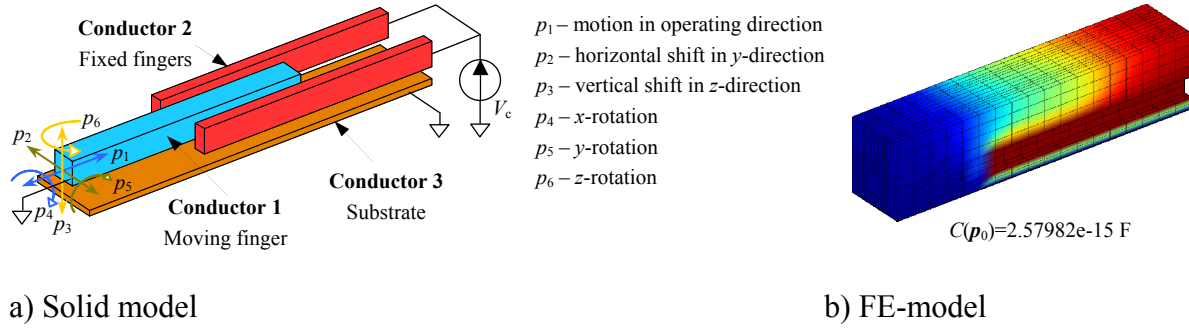 Conductor 2
Fixed fingers
p6
p2
p1
p5
p4
p3
Conductor 1
Moving finger
Conductor 3
Substrate
Vc
p1 – motion in operating direction
p2 – horizontal shift in y-direction
p3 – vertical shift in z-direction
p4 – x-rotation
p5 – y-rotation
p6 – z-rotation
C(p0)=2.57982e-15 F
a) Solid model
b) FE-model